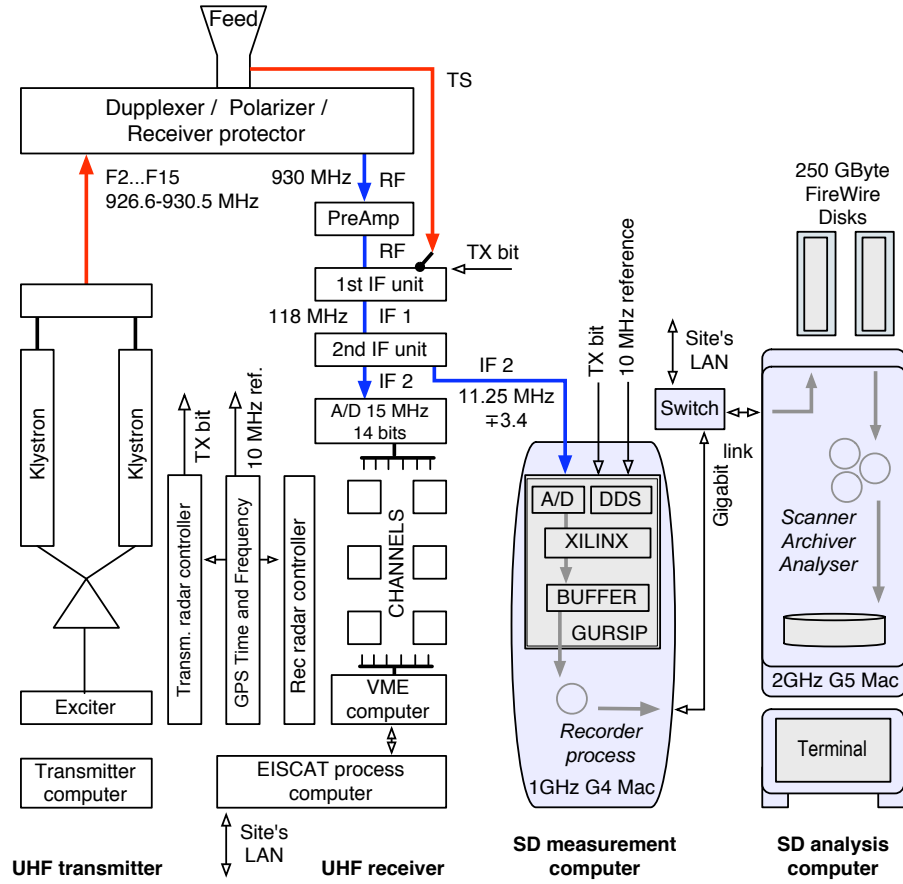 Feed
TS
Dupplexer / Polarizer /
Receiver protector
F2...F15
926.6-930.5 MHz
930 MHz
RF
PreAmp
RF
TX bit
1st IF unit
118 MHz
IF 1
2nd IF unit
IF 2
IF 2
11.25 MHz
∓3.4
A/D 15 MHz
14 bits
Klystron
Klystron
TX bit
10 MHz ref.
Transm. radar controller
GPS Time and Frequency
Rec radar controller
CHANNELS
VME
computer
Exciter
Transmitter
computer
EISCAT process
computer
Site's
LAN
UHF transmitter
UHF receiver
TX bit
10 MHz reference
A/D
DDS
XILINX
BUFFER
GURSIP
Recorder
process
1GHz G4 Mac
SD measurement
computer
Site's
LAN
Switch
Gigabit
link
250 GByte
FireWire
Disks
Scanner
Archiver
Analyser
2GHz G5 Mac
Terminal
SD analysis
computer